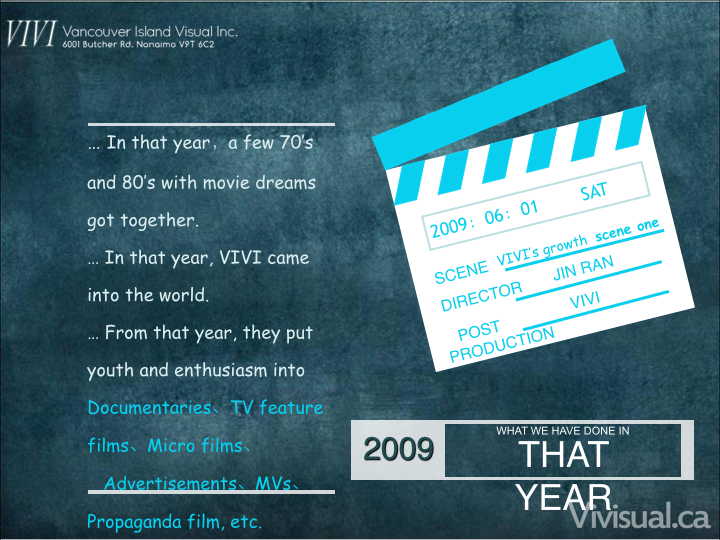 VIVI Vancouver Island Visual Inc.
6001 Butcher Rd. Nanaimo V9T 6C2
... In that year，a few 70's
and 80's with movie dreams
got together.
... In that year, VIVI came
into the world.
... From that year, they put
youth and enthusiasm into
Documentaries、TV feature
films、Micro films、
Advertisements、MVs、
Propaganda film, etc.
2009：06：01 SAT
SCENE VIVI's growth scene one
DIRECTOR JIN RAN
POST VIVI
PRODUCTION
2009
WHAT WE HAVE DONE IN
THAT
YEAR
Vivisual.ca